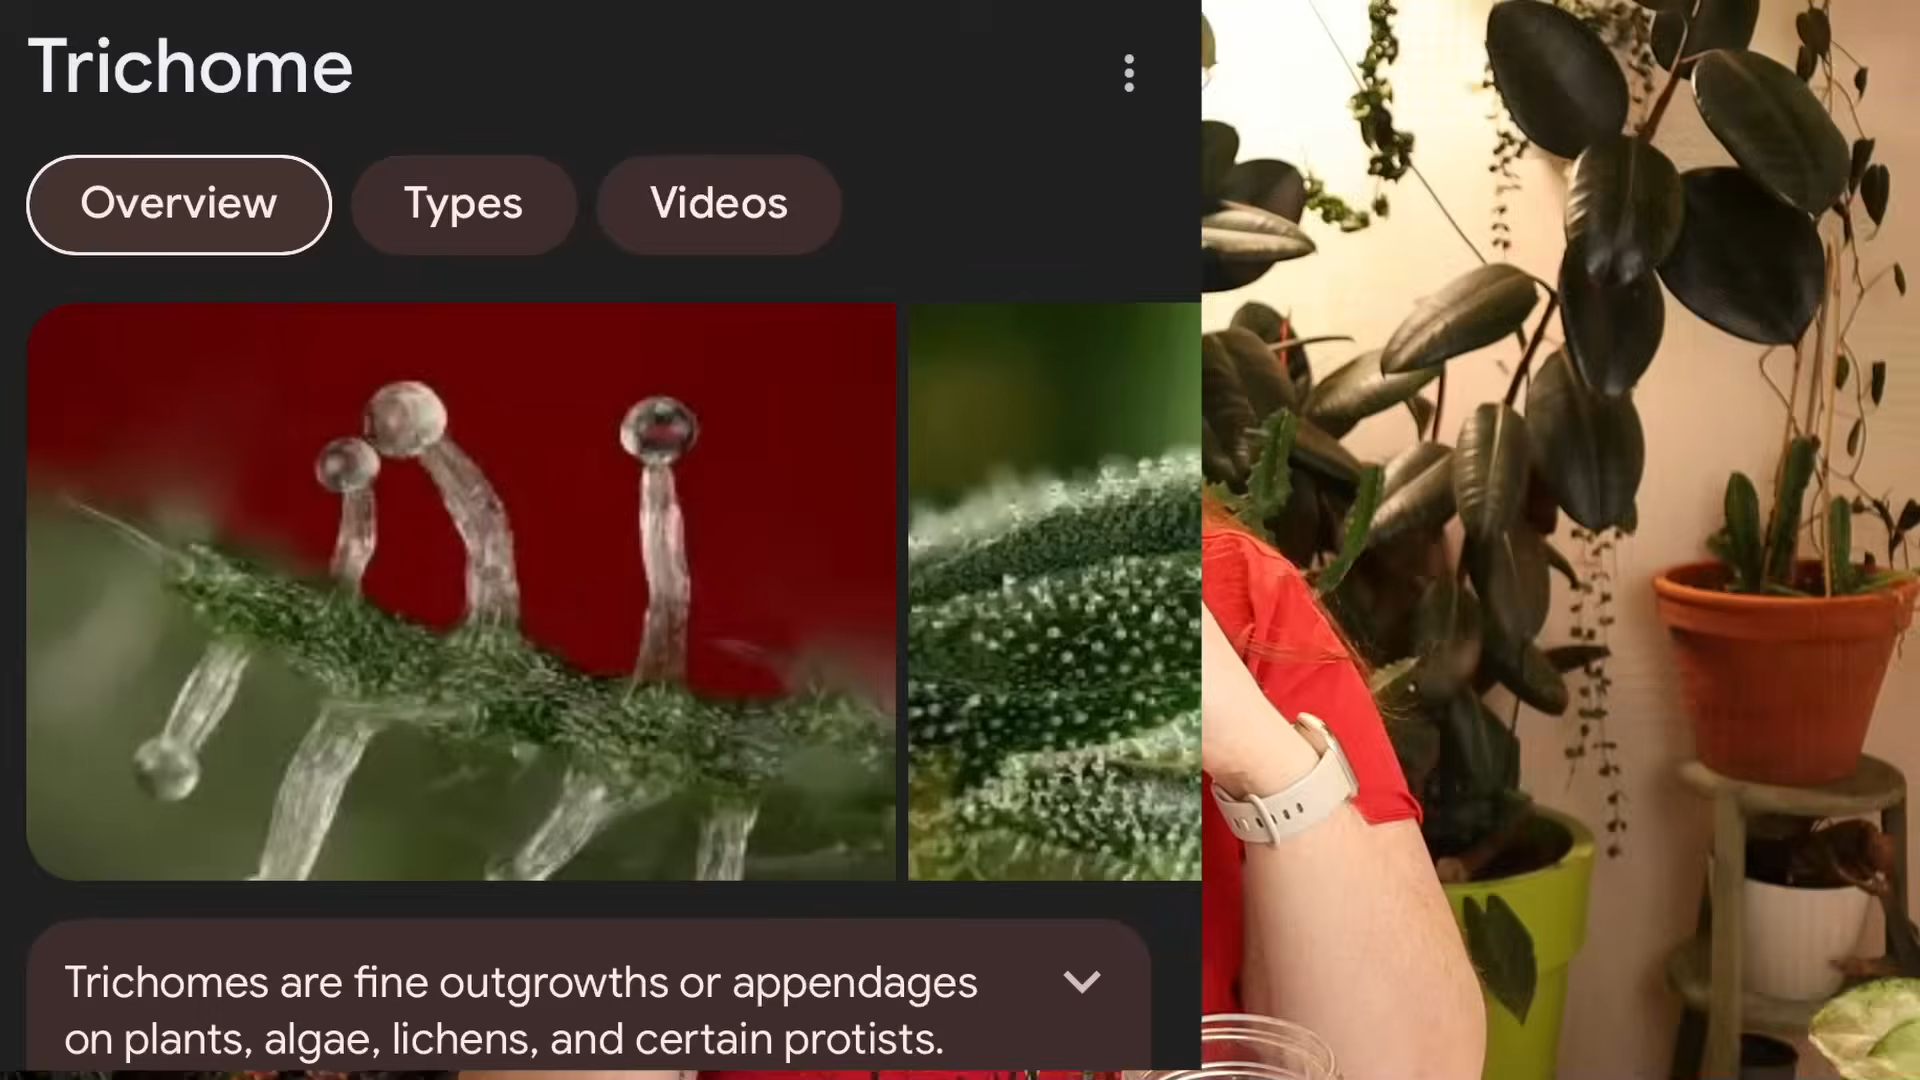 Trichome
Overview
Types
Videos
Trichomes are fine outgrowths or appendages
on plants, algae, lichens, and certain protists.